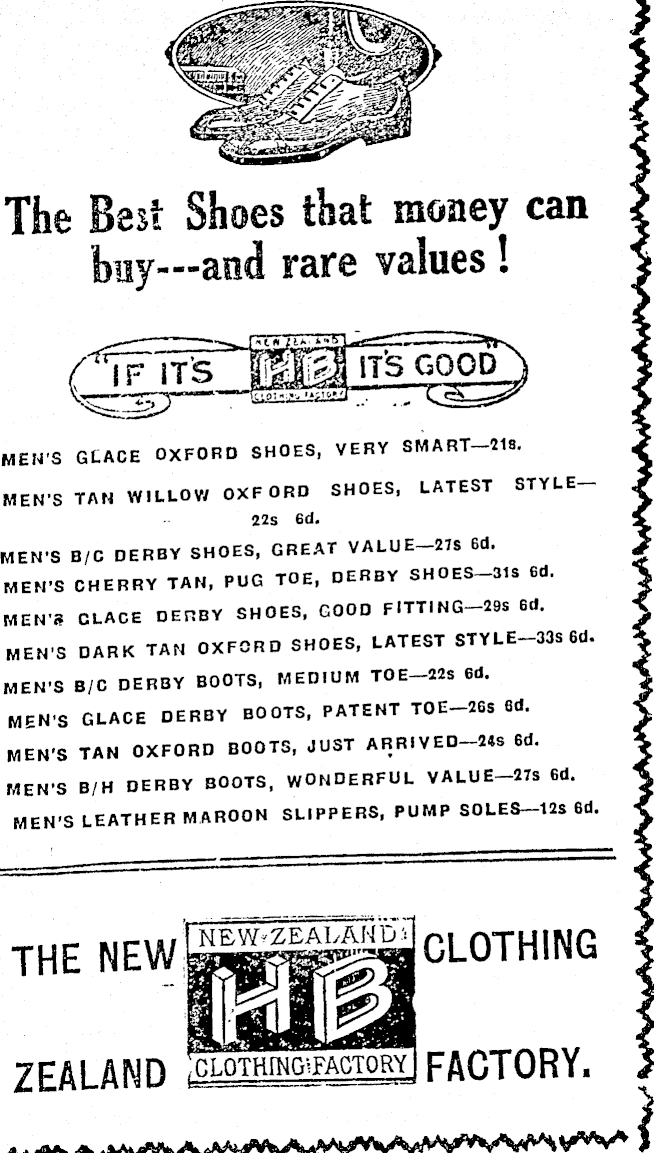 The Best Shoes that money can
buy---and rare values!
"IF IT'S
NEW ZEALAND
HB
CLOTHING FACTORY
IT'S GOOD"
MEN'S GLACE OXFORD SHOES, VERY SMART—21s.
MEN'S TAN WILLOW OXFORD SHOES, LATEST STYLE—
22s 6d.
MEN'S B/C DERBY SHOES, GREAT VALUE—27s 6d.
MEN'S CHERRY TAN, PUG TOE, DERBY SHOES—31s 6d.
MEN'S GLACE DERBY SHOES, GOOD FITTING—29s 6d.
MEN'S DARK TAN OXFORD SHOES, LATEST STYLE—33s 6d.
MEN'S B/C DERBY BOOTS, MEDIUM TOE—22s 6d.
MEN'S GLACE DERBY BOOTS, PATENT TOE—26s 6d.
MEN'S TAN OXFORD BOOTS, JUST ARRIVED—24s 6d.
MEN'S B/H DERBY BOOTS, WONDERFUL VALUE—27s 6d.
MEN'S LEATHER MAROON SLIPPERS, PUMP SOLES—12s 6d.
THE NEW
ZEALAND
NEW ZEALAND
HB
CLOTHING FACTORY
CLOTHING
FACTORY.